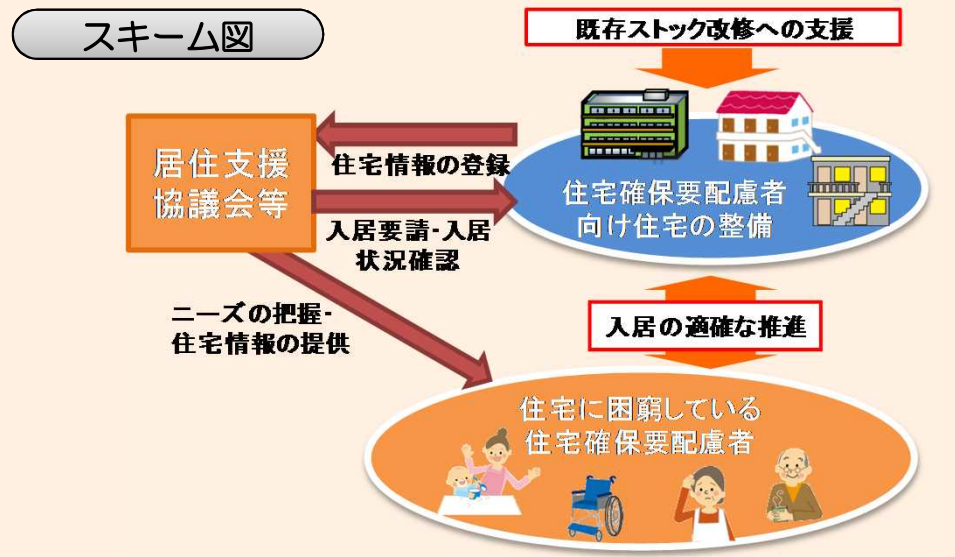 スキーム図
既存ストック改修への支援
居住支援
協議会等
住宅情報の登録
入居要請・入居
状況確認
住宅確保要配慮者
向け住宅の整備
ニーズの把握・
住宅情報の提供
入居の適確な推進
住宅に困窮している
住宅確保要配慮者